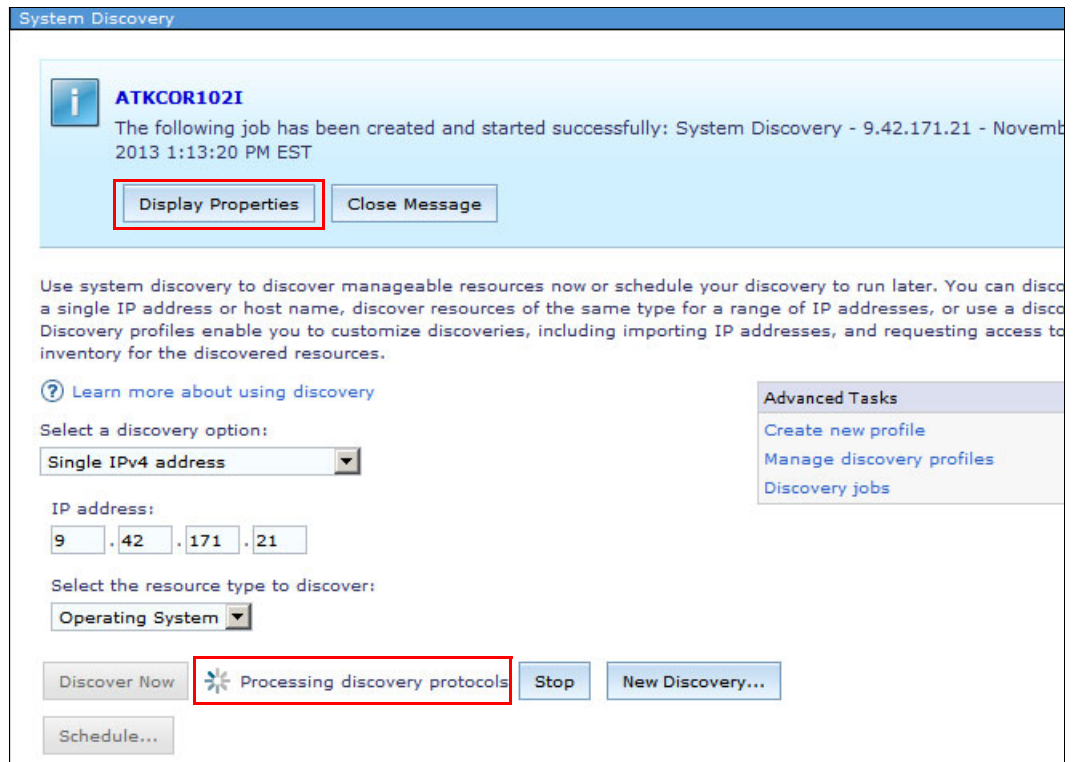 System Discovery
ATKCOR102I
The following job has been created and started successfully: System Discovery - 9.42.171.21 - Novemb
2013 1:13:20 PM EST
Display Properties
Close Message
Use system discovery to discover manageable resources now or schedule your discovery to run later. You can disco
a single IP address or host name, discover resources of the same type for a range of IP addresses, or use a disco
Discovery profiles enable you to customize discoveries, including importing IP addresses, and requesting access to
inventory for the discovered resources.
? Learn more about using discovery
Select a discovery option:
Single IPv4 address
IP address:
9 . 42 . 171 . 21
Select the resource type to discover:
Operating System
Discover Now
Processing discovery protocols
Stop
New Discovery...
Schedule...
Advanced Tasks
Create new profile
Manage discovery profiles
Discovery jobs